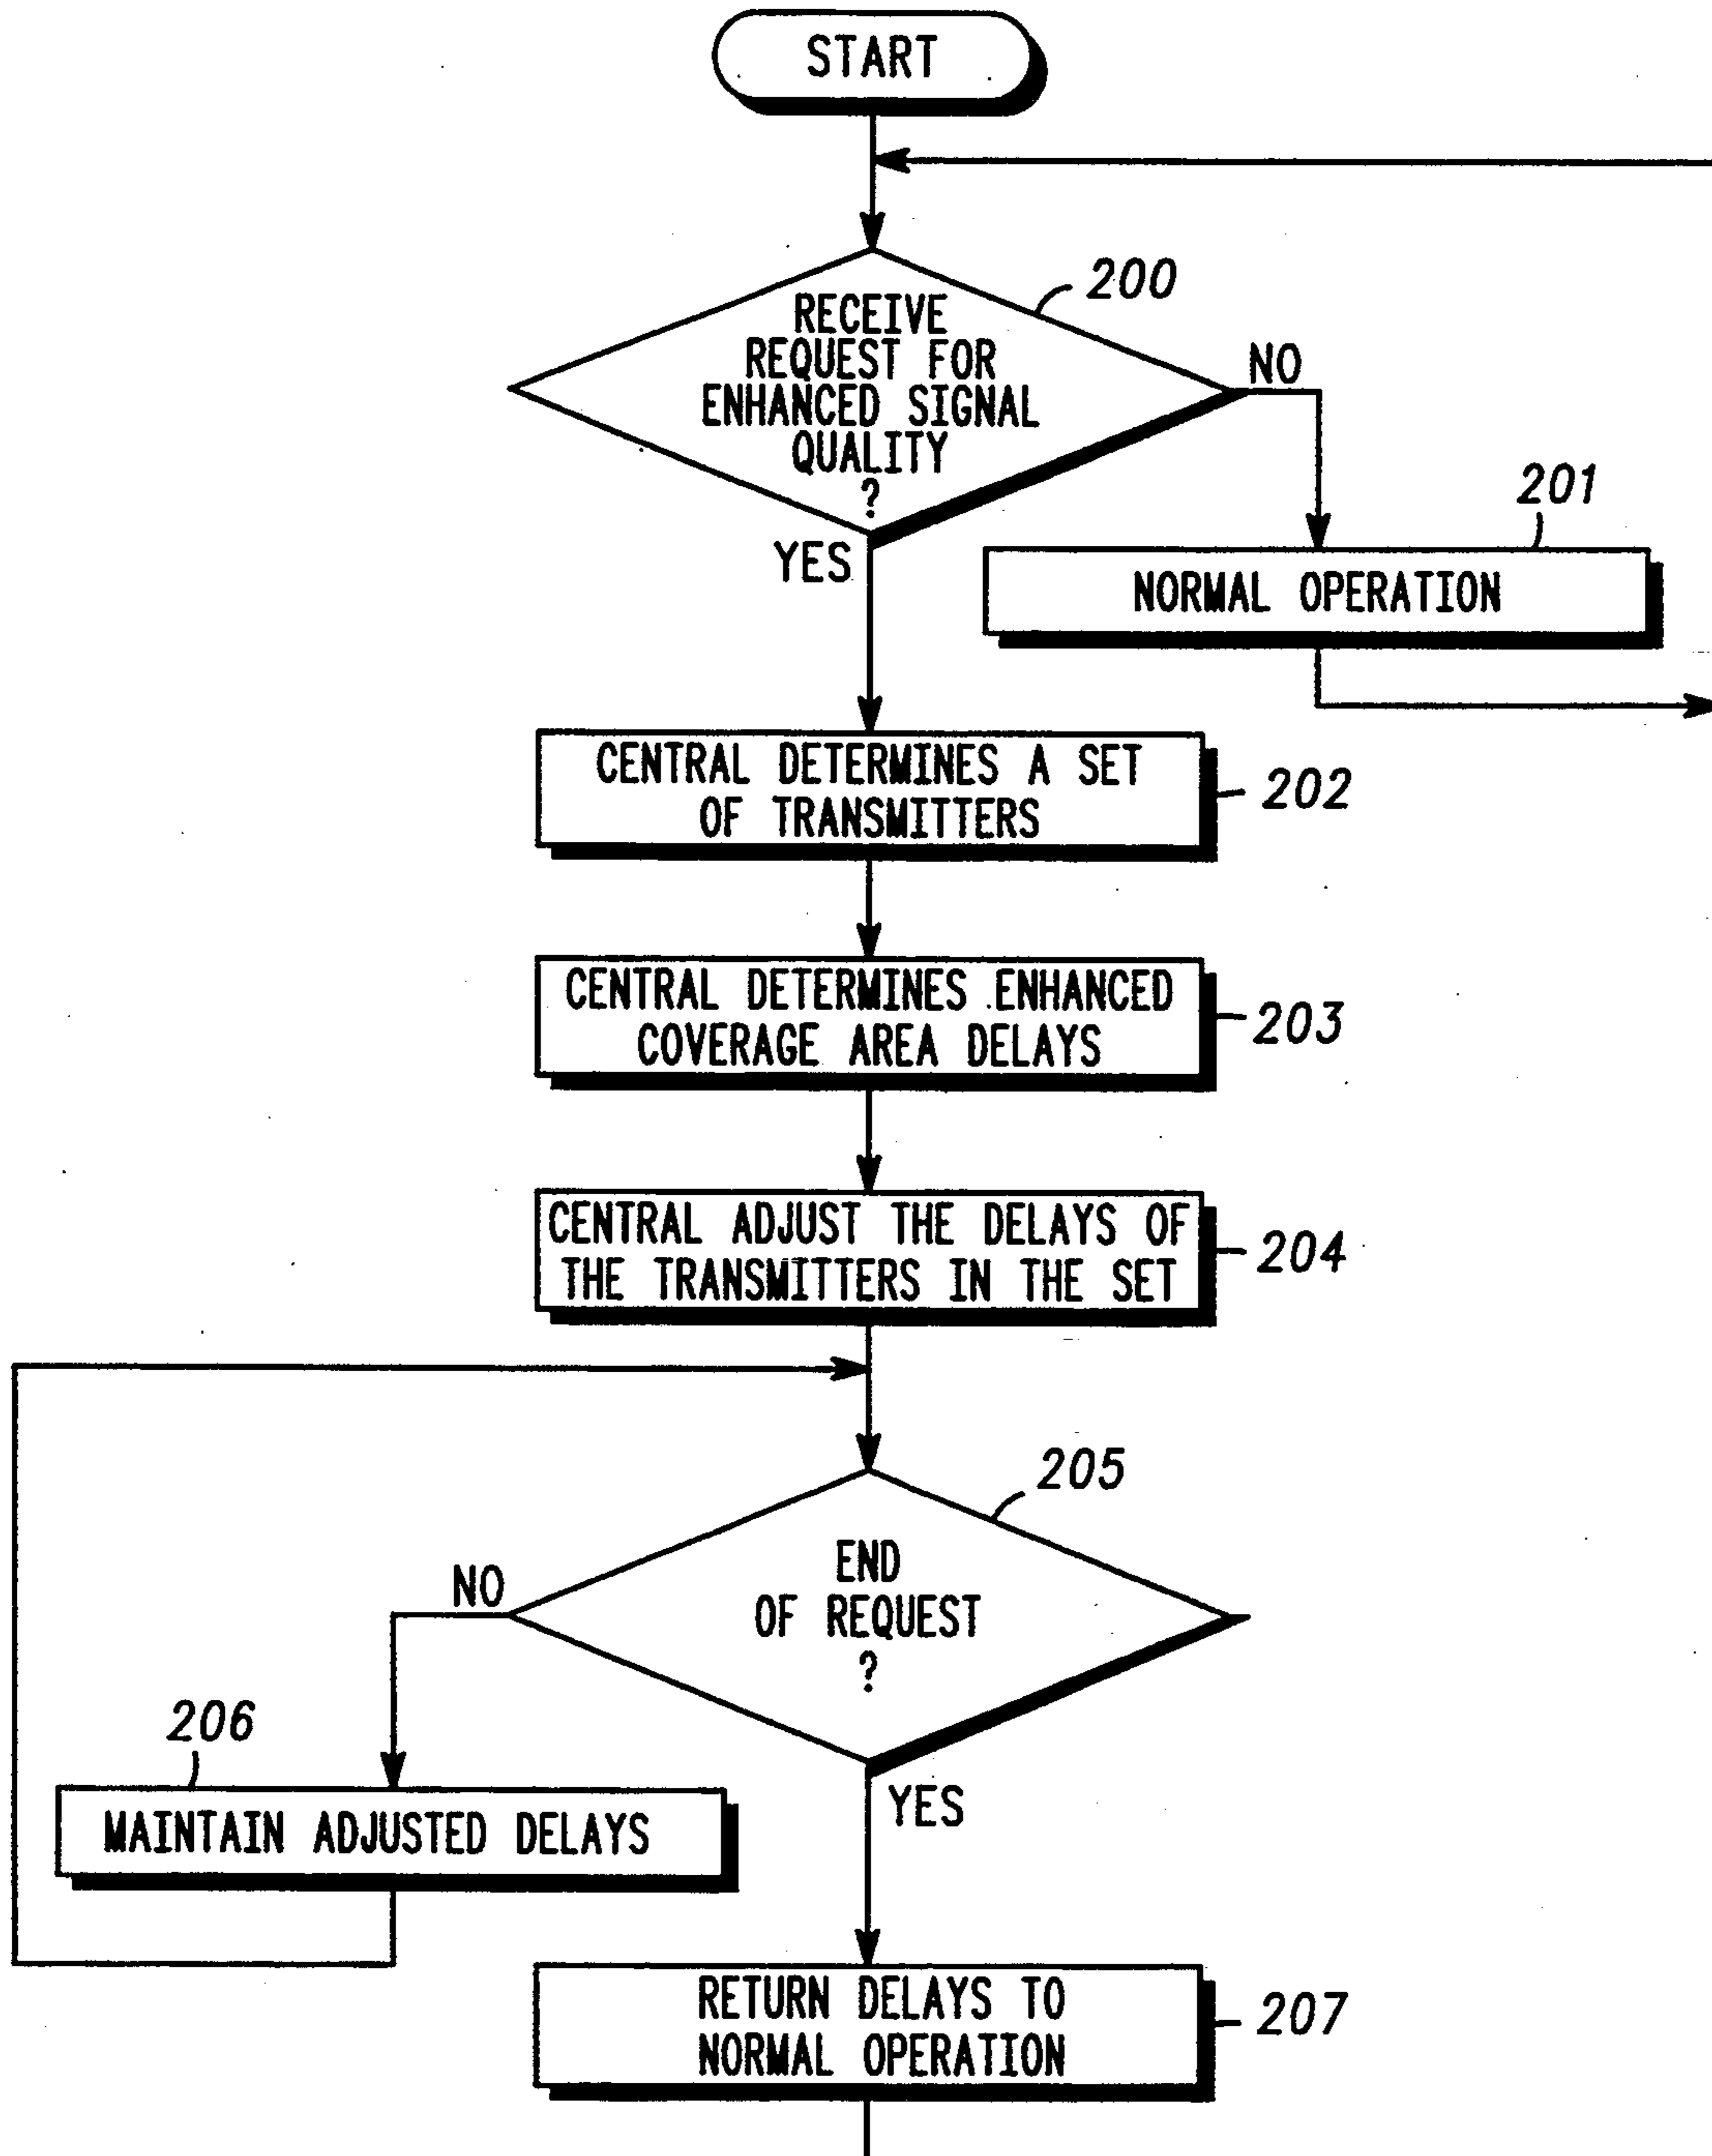 START
200
RECEIVE
REQUEST FOR
ENHANCED SIGNAL
QUALITY
?
NO
YES
201
NORMAL OPERATION
CENTRAL DETERMINES A SET
OF TRANSMITTERS
202
CENTRAL DETERMINES ENHANCED
COVERAGE AREA DELAYS
203
CENTRAL ADJUST THE DELAYS OF
THE TRANSMITTERS IN THE SET
204
205
END
OF REQUEST
?
NO
YES
206
MAINTAIN ADJUSTED DELAYS
RETURN DELAYS TO
NORMAL OPERATION
207